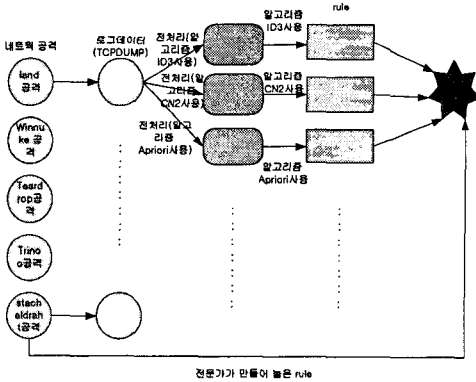 네트웍 공격
로그데이터
(TCPDUMP)
전처리(알
고리즘
ID3사용)
알고리즘
ID3사용
rule
land
공격
전처리(알
고리즘
CN2사용)
알고리즘
CN2사용
Winnu
ke 공
격
전처리(알고
리즘
Apriori사용)
알고리즘
Apriori사용
Teard
rop공
격
Trino
o공격
stach
eldrah
t공격
전문가가 만들어 놓은 rule